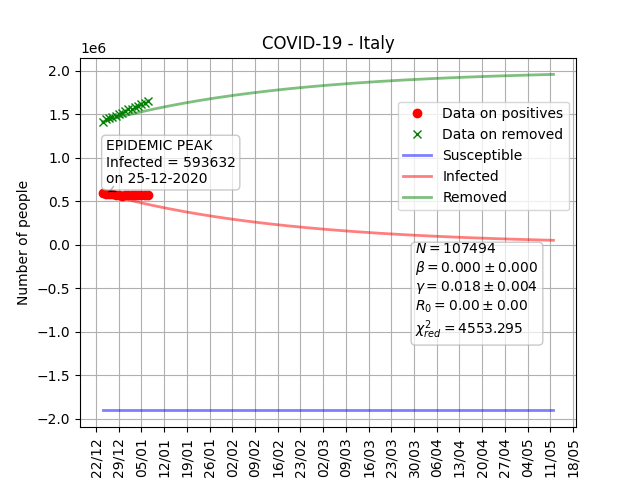 COVID-19 - Italy
1e6
2.0
1.5
1.0
0.5
0.0
−0.5
−1.0
−1.5
−2.0
Number of people
EPIDEMIC PEAK
Infected = 593632
on 25-12-2020
Data on positives
Data on removed
Susceptible
Infected
Removed
N = 107494
β = 0.000 ± 0.000
γ = 0.018 ± 0.004
R₀ = 0.00 ± 0.00
χ²red = 4553.295
22/12
29/12
05/01
12/01
19/01
26/01
02/02
09/02
16/02
23/02
02/03
09/03
16/03
23/03
30/03
06/04
13/04
20/04
27/04
04/05
11/05
18/05